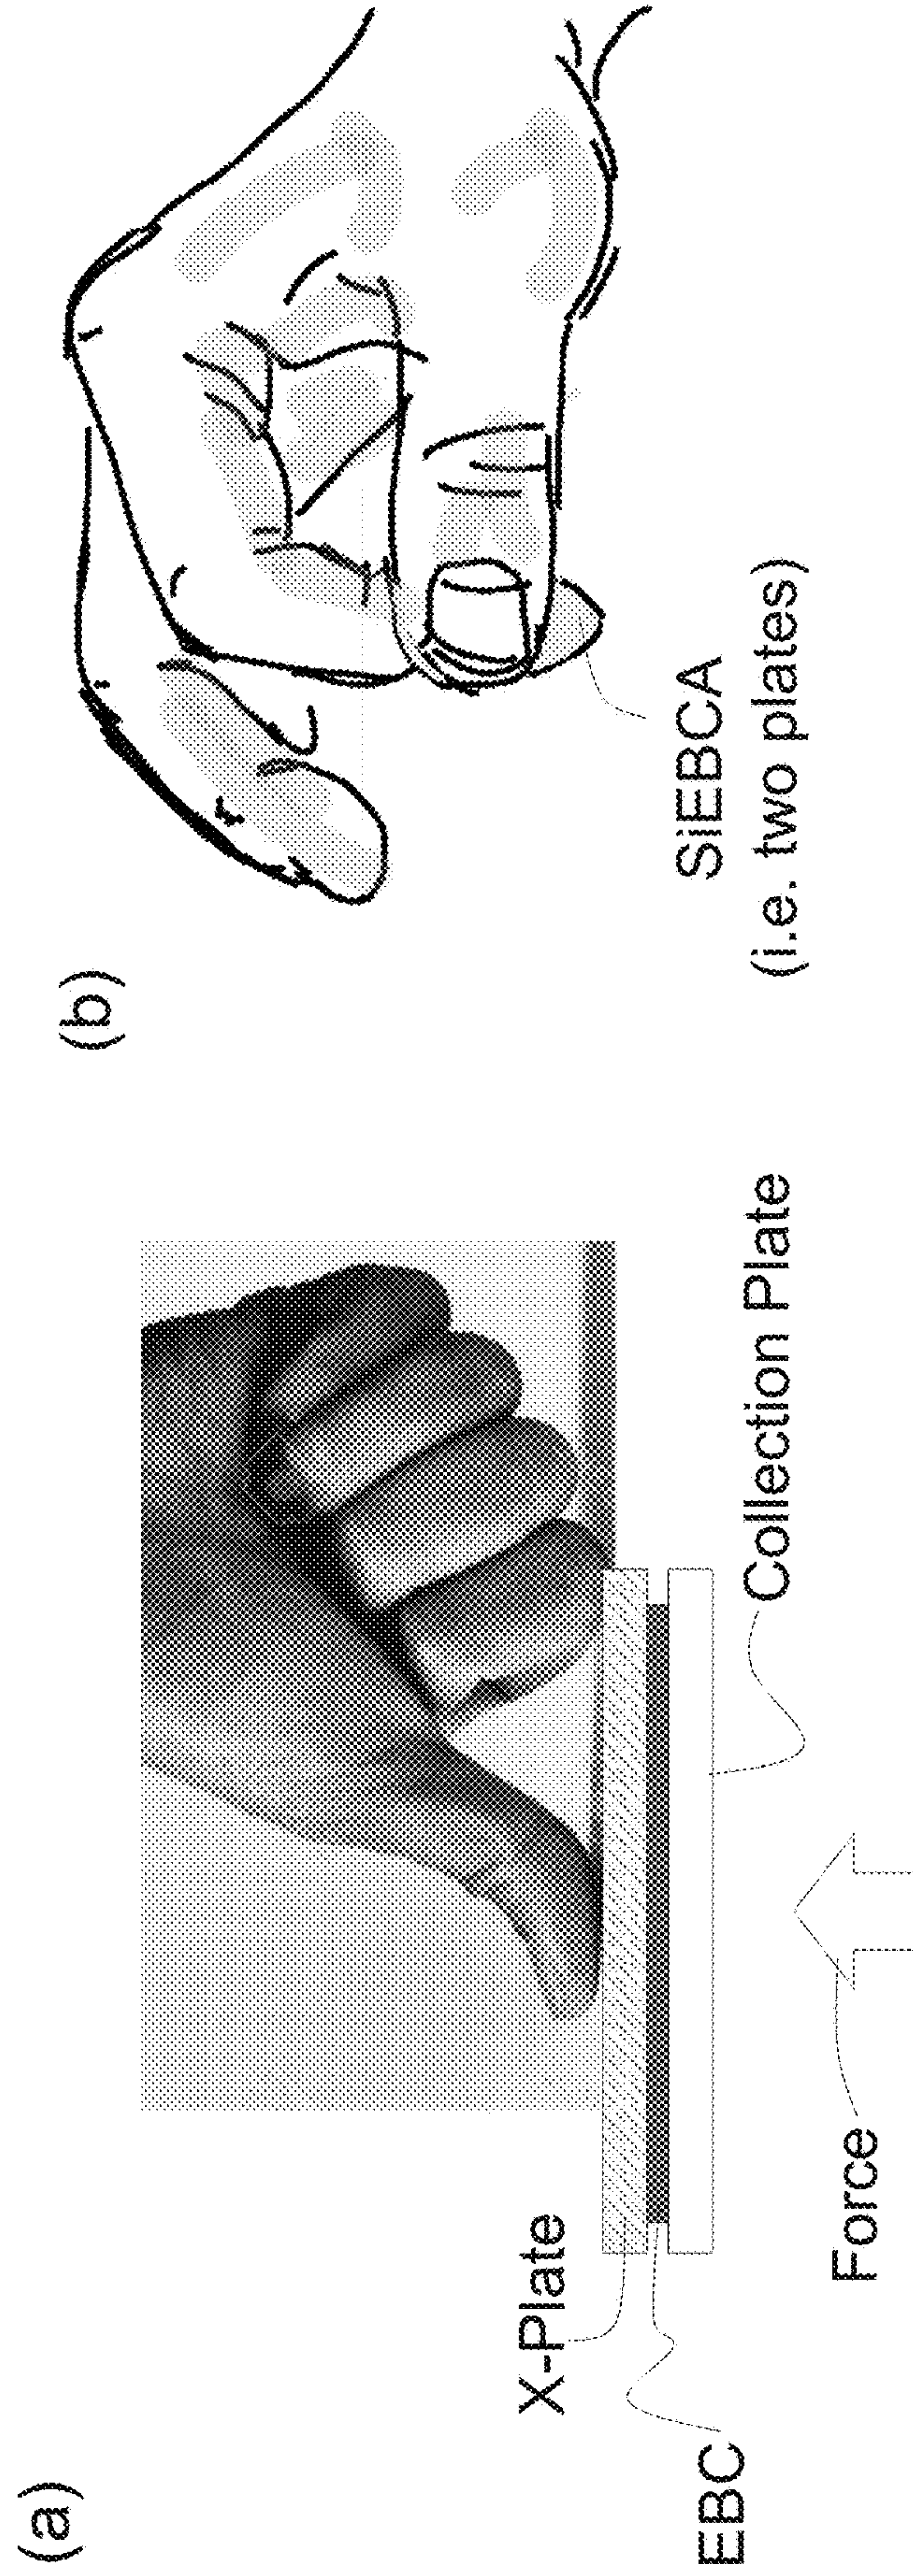 (a)
X-Plate
EBC
Force
Collection Plate
(b)
SiEBCA
(i.e. two plates)